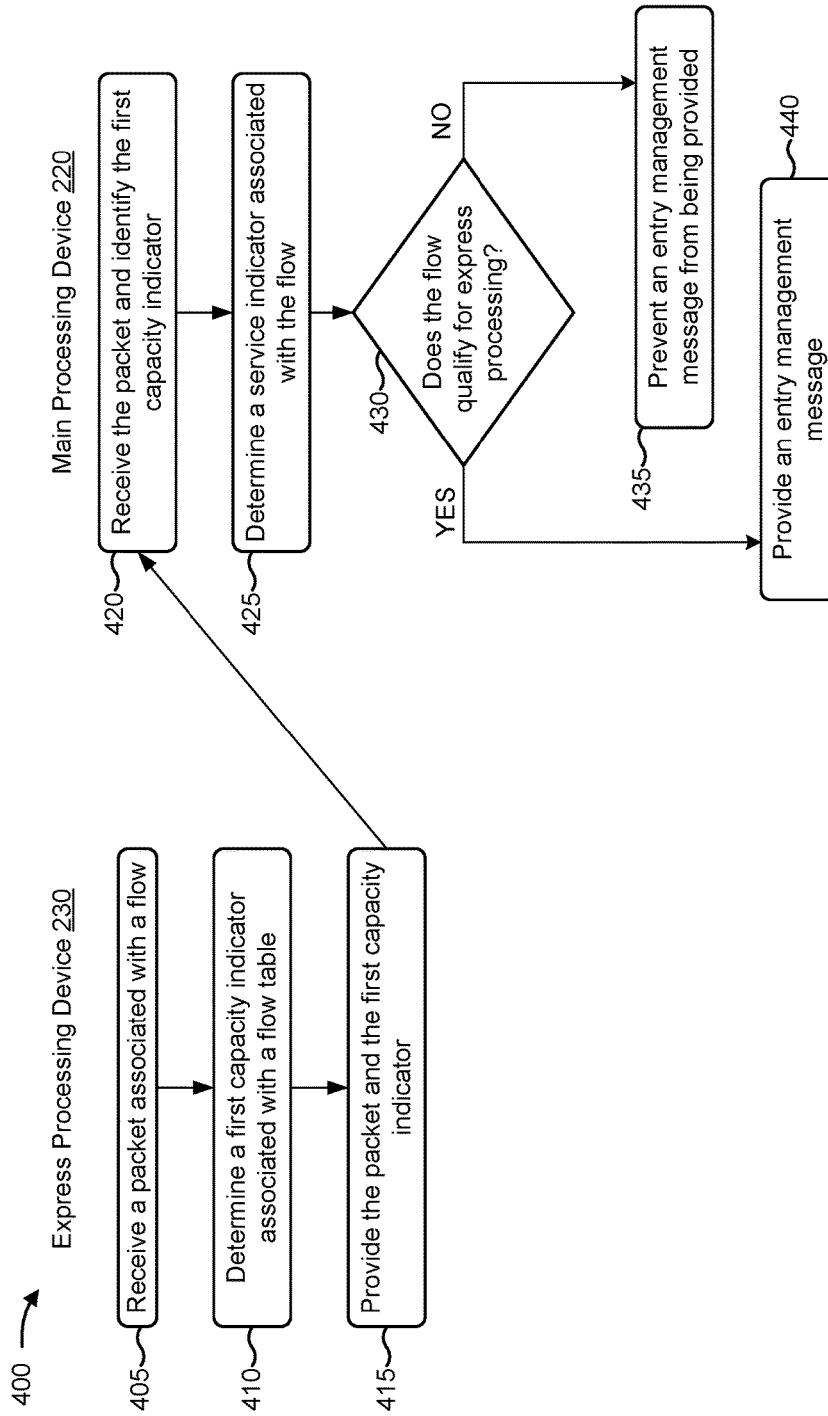 400
Express Processing Device 230
405
Receive a packet associated with a flow
410
Determine a first capacity indicator
associated with a flow table
415
Provide the packet and the first capacity
indicator
Main Processing Device 220
420
Receive the packet and identify the first
capacity indicator
425
Determine a service indicator associated
with the flow
430
Does the flow
qualify for express
processing?
YES
NO
435
Prevent an entry management
message from being provided
440
Provide an entry management
message